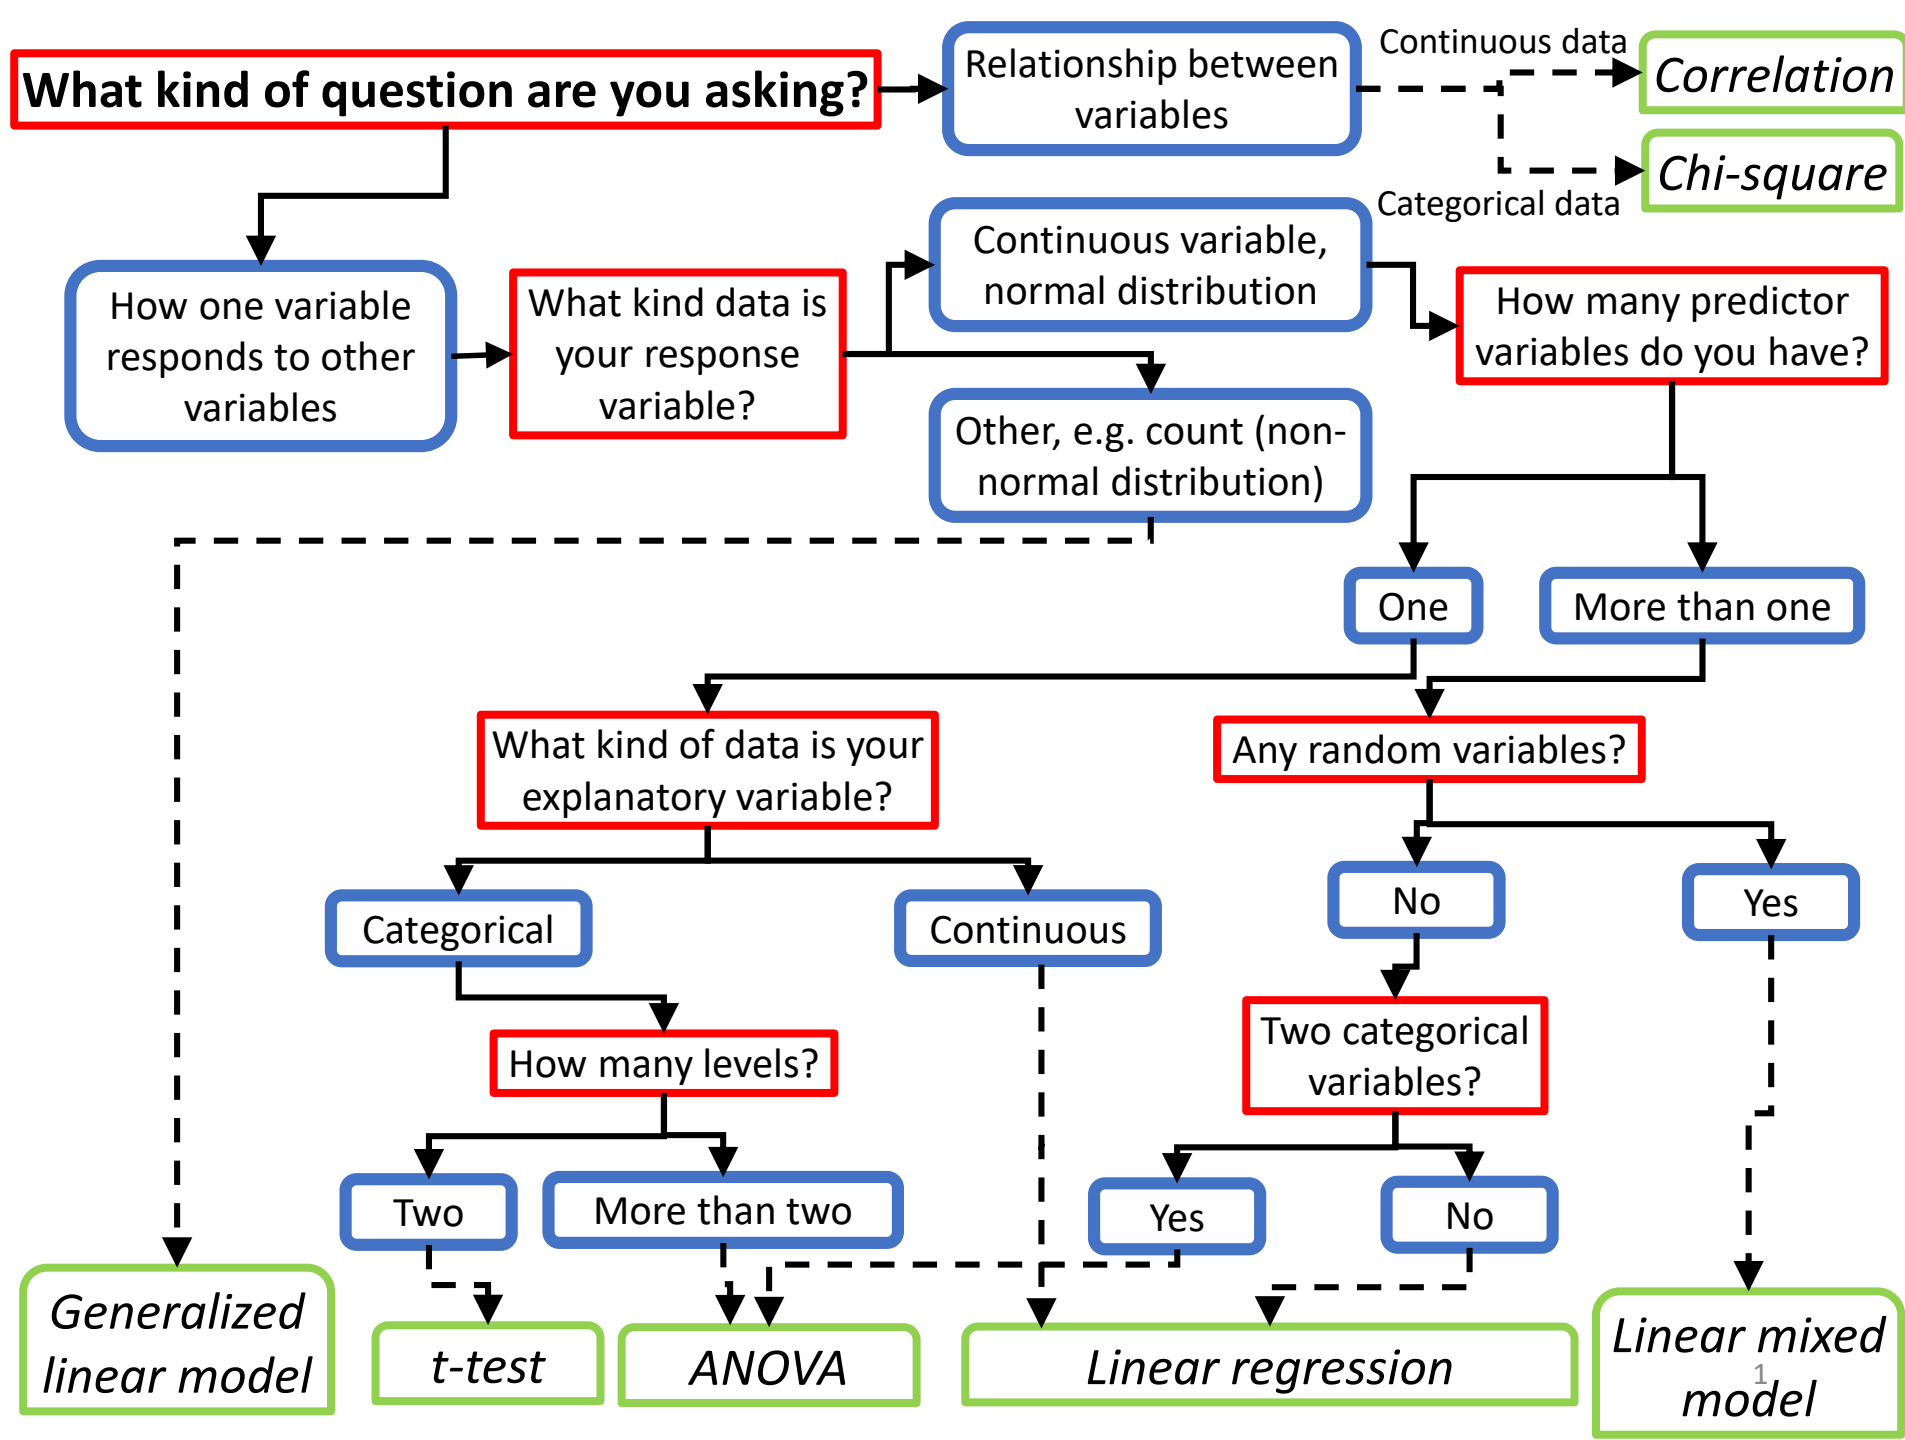 What kind of question are you asking?
Relationship between
variables
Continuous data
Correlation
Chi-square
Categorical data
How one variable
responds to other
variables
What kind data is
your response
variable?
Continuous variable,
normal distribution
Other, e.g. count (non-
normal distribution)
How many predictor
variables do you have?
One
More than one
What kind of data is your
explanatory variable?
Any random variables?
Categorical
Continuous
No
Yes
How many levels?
Two categorical
variables?
Two
More than two
Yes
No
Generalized
linear model
t-test
ANOVA
Linear regression
Linear mixed
model
1